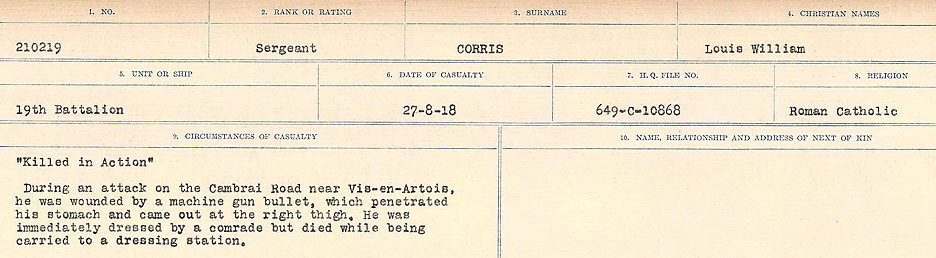 1. NO. 2. RANK OR RATING 3. SURNAME 4. CHRISTIAN NAMES
210219 Sergeant CORRIS Louis William
5. UNIT OR SHIP 6. DATE OF CASUALTY 7. H.Q. FILE NO. 8. RELIGION
19th Battalion 27-8-18 649-C-10868 Roman Catholic
9. CIRCUMSTANCES OF CASUALTY 10. NAME, RELATIONSHIP AND ADDRESS OF NEXT OF KIN
"Killed in Action"
During an attack on the Cambrai Road near Vis-en-Artois,
he was wounded by a machine gun bullet, which penetrated
his stomach and came out at the right thigh. He was
immediately dressed by a comrade but died while being
carried to a dressing station.